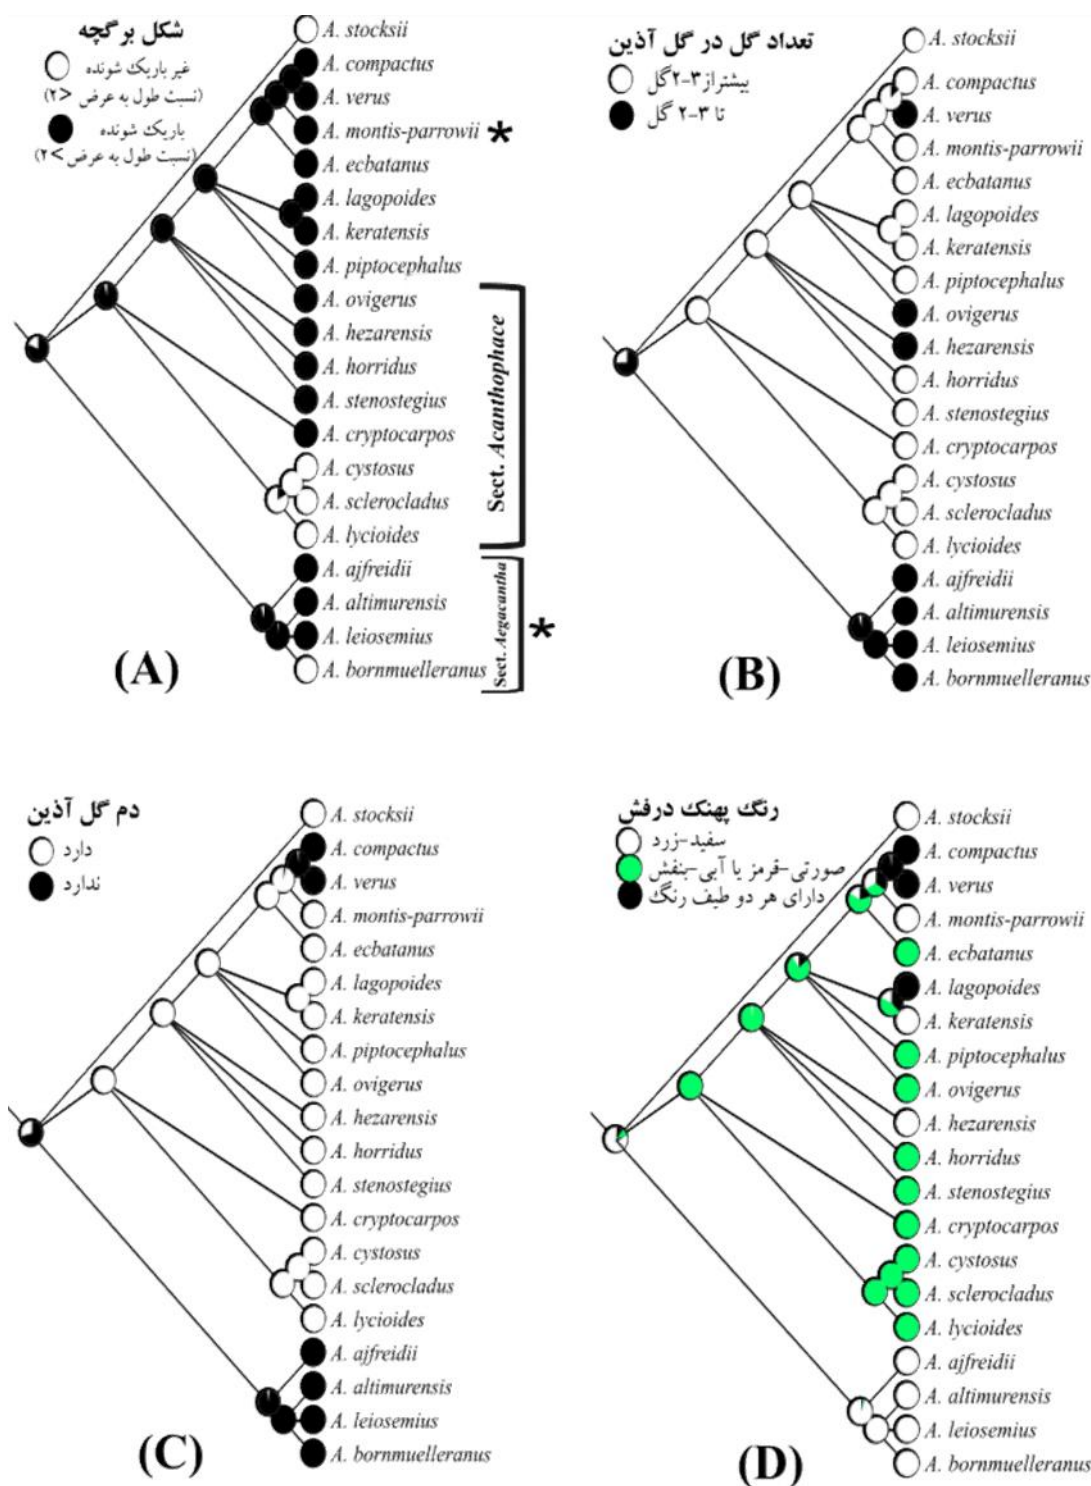 شکل برگچه
غیر باریک شونده
(نسبت طول به عرض <۲)
باریک شونده
(نسبت طول به عرض >۲)
A. stocksii
A. compactus
A. verus
A. montis-parrowii *
A. ecbatanus
A. lagopoides
A. keratensis
A. piptocephalus
A. ovigerus
A. hezarensis
A. horridus
A. stenostegius
A. cryptocarpos
A. cystosus
A. sclerocladus
A. lycioides
A. ajfreidii
A. altimurensis
A. leiosemius
A. bornmuelleranus
Sect. Acanthophace
Sect. Aegacantha *
(A)
تعداد گل در گل آذین
بیشتراز ۳-۲گل
تا ۳-۲ گل
A. stocksii
A. compactus
A. verus
A. montis-parrowii
A. ecbatanus
A. lagopoides
A. keratensis
A. piptocephalus
A. ovigerus
A. hezarensis
A. horridus
A. stenostegius
A. cryptocarpos
A. cystosus
A. sclerocladus
A. lycioides
A. ajfreidii
A. altimurensis
A. leiosemius
A. bornmuelleranus
(B)
دم گل آذین
دارد
ندارد
A. stocksii
A. compactus
A. verus
A. montis-parrowii
A. ecbatanus
A. lagopoides
A. keratensis
A. piptocephalus
A. ovigerus
A. hezarensis
A. horridus
A. stenostegius
A. cryptocarpos
A. cystosus
A. sclerocladus
A. lycioides
A. ajfreidii
A. altimurensis
A. leiosemius
A. bornmuelleranus
(C)
رنگ پهنک درفش
سفید-زرد
صورتی-قرمز یا آبی-بنفش
دارای هر دو طیف رنگ
A. stocksii
A. compactus
A. verus
A. montis-parrowii
A. ecbatanus
A. lagopoides
A. keratensis
A. piptocephalus
A. ovigerus
A. hezarensis
A. horridus
A. stenostegius
A. cryptocarpos
A. cystosus
A. sclerocladus
A. lycioides
A. ajfreidii
A. altimurensis
A. leiosemius
A. bornmuelleranus
(D)